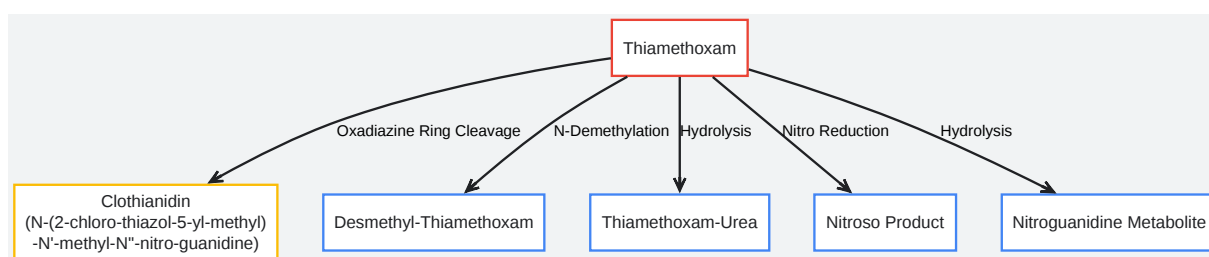 Thiamethoxam
Oxadiazine Ring Cleavage
N-Demethylation
Hydrolysis
Nitro Reduction
Hydrolysis
Clothianidin
(N-(2-chloro-thiazol-5-yl-methyl)
-N'-methyl-N''-nitro-guanidine)
Desmethyl-Thiamethoxam
Thiamethoxam-Urea
Nitroso Product
Nitroguanidine Metabolite